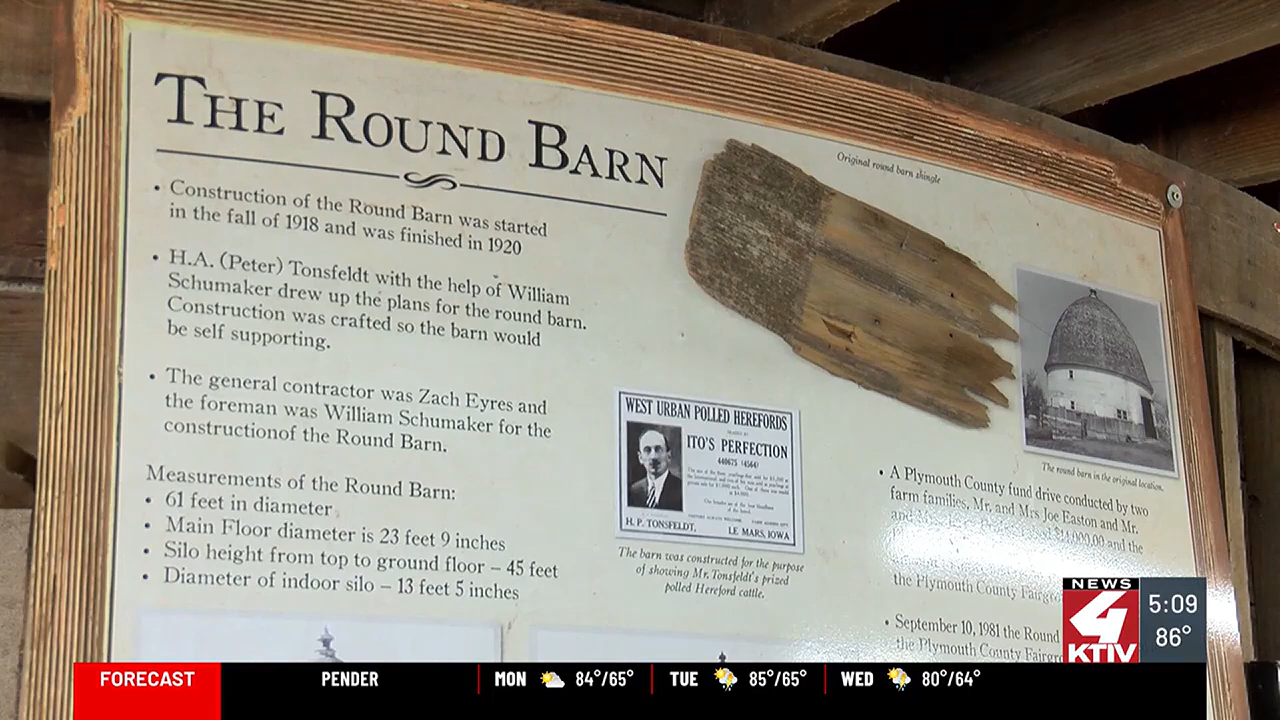 THE ROUND BARN
• Construction of the Round Barn was started
in the fall of 1918 and was finished in 1920
• H.A. (Peter) Tonsfeldt with the help of William
Schumaker drew up the plans for the round barn.
Construction was crafted so the barn would
be self supporting.
• The general contractor was Zach Eyres and
the foreman was William Schumaker for the
constructionof the Round Barn.
Measurements of the Round Barn:
• 61 feet in diameter
• Main Floor diameter is 23 feet 9 inches
• Silo height from top to ground floor – 45 feet
• Diameter of indoor silo – 13 feet 5 inches
Original round barn shingle
WEST URBAN POLLED HEREFORDS
ITO'S PERFECTION
H. P. TONSFELDT,
LE MARS, IOWA
The barn was constructed for the purpose
of showing Mr. Tonsfeldt's prized
polled Hereford cattle.
The round barn in the original location.
• A Plymouth County fund drive conducted by two
farm families, Mr. and Mrs Joe Easton and Mr.
and the
the Plymouth County Fairgro
• September 10, 1981 the Round
the Plymouth County Fairgro
NEWS
4
KTIV
5:09
86°
FORECAST
PENDER
MON 84°/65°
TUE 85°/65°
WED 80°/64°